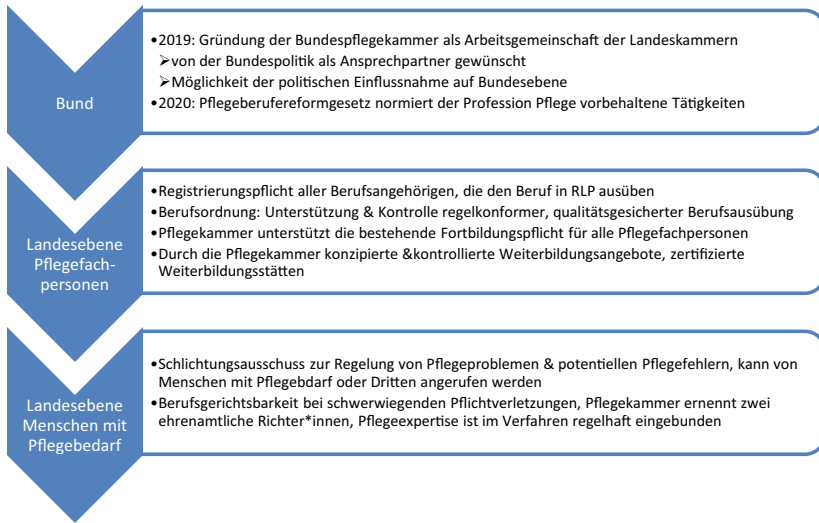 Bund
•2019: Gründung der Bundespflegekammer als Arbeitsgemeinschaft der Landeskammern
➢von der Bundespolitik als Ansprechpartner gewünscht
➢Möglichkeit der politischen Einflussnahme auf Bundesebene
•2020: Pflegeberufereformgesetz normiert der Profession Pflege vorbehaltene Tätigkeiten
Landesebene
Pflegefach-
personen
•Registrierungspflicht aller Berufsangehörigen, die den Beruf in RLP ausüben
•Berufsordnung: Unterstützung & Kontrolle regelkonformer, qualitätsgesicherter Berufsausübung
•Pflegekammer unterstützt die bestehende Fortbildungspflicht für alle Pflegefachpersonen
•Durch die Pflegekammer konzipierte &kontrollierte Weiterbildungsangebote, zertifizierte
Weiterbildungsstätten
Landesebene
Menschen mit
Pflegebedarf
•Schlichtungsausschuss zur Regelung von Pflegeproblemen & potentiellen Pflegefehlern, kann von
Menschen mit Pflegbdarf oder Dritten angerufen werden
•Berufsgerichtsbarkeit bei schwerwiegenden Pflichtverletzungen, Pflegekammer ernennt zwei
ehrenamtliche Richter*innen, Pflegeexpertise ist im Verfahren regelhaft eingebunden